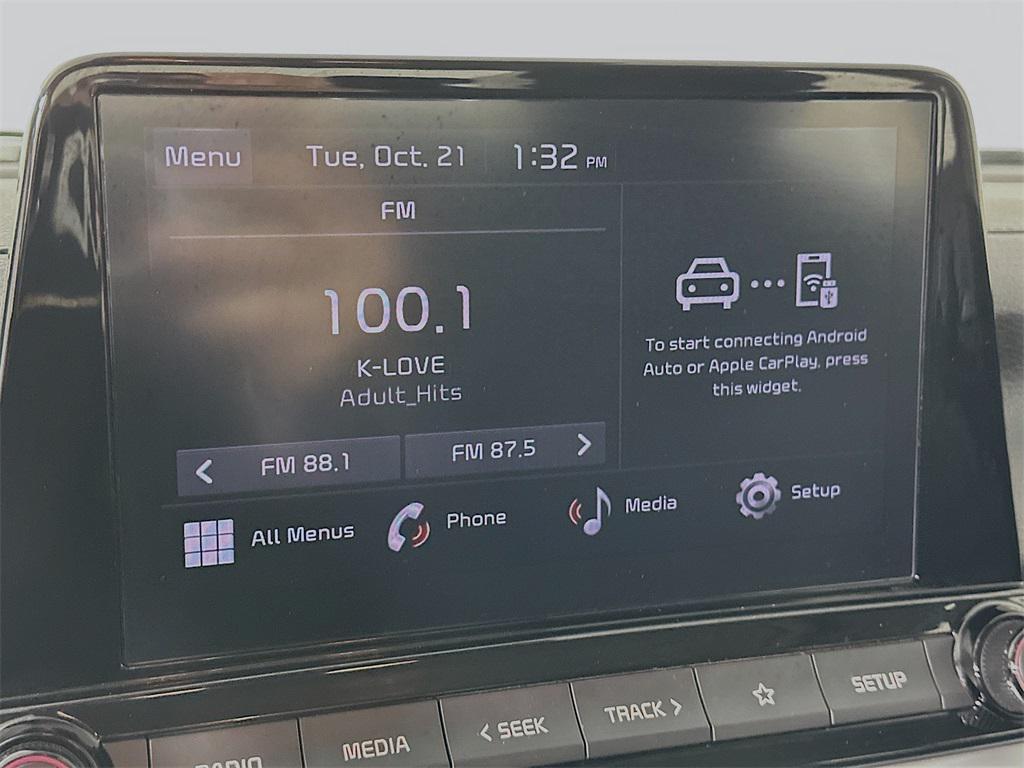 Menu
Tue, Oct. 21
1:32 PM
FM
100.1
K-LOVE
Adult_Hits
FM 88.1
FM 87.5
To start connecting Android
Auto or Apple CarPlay, press
this widget.
All Menus
Phone
Media
Setup
RADIO
MEDIA
< SEEK
TRACK >
SETUP